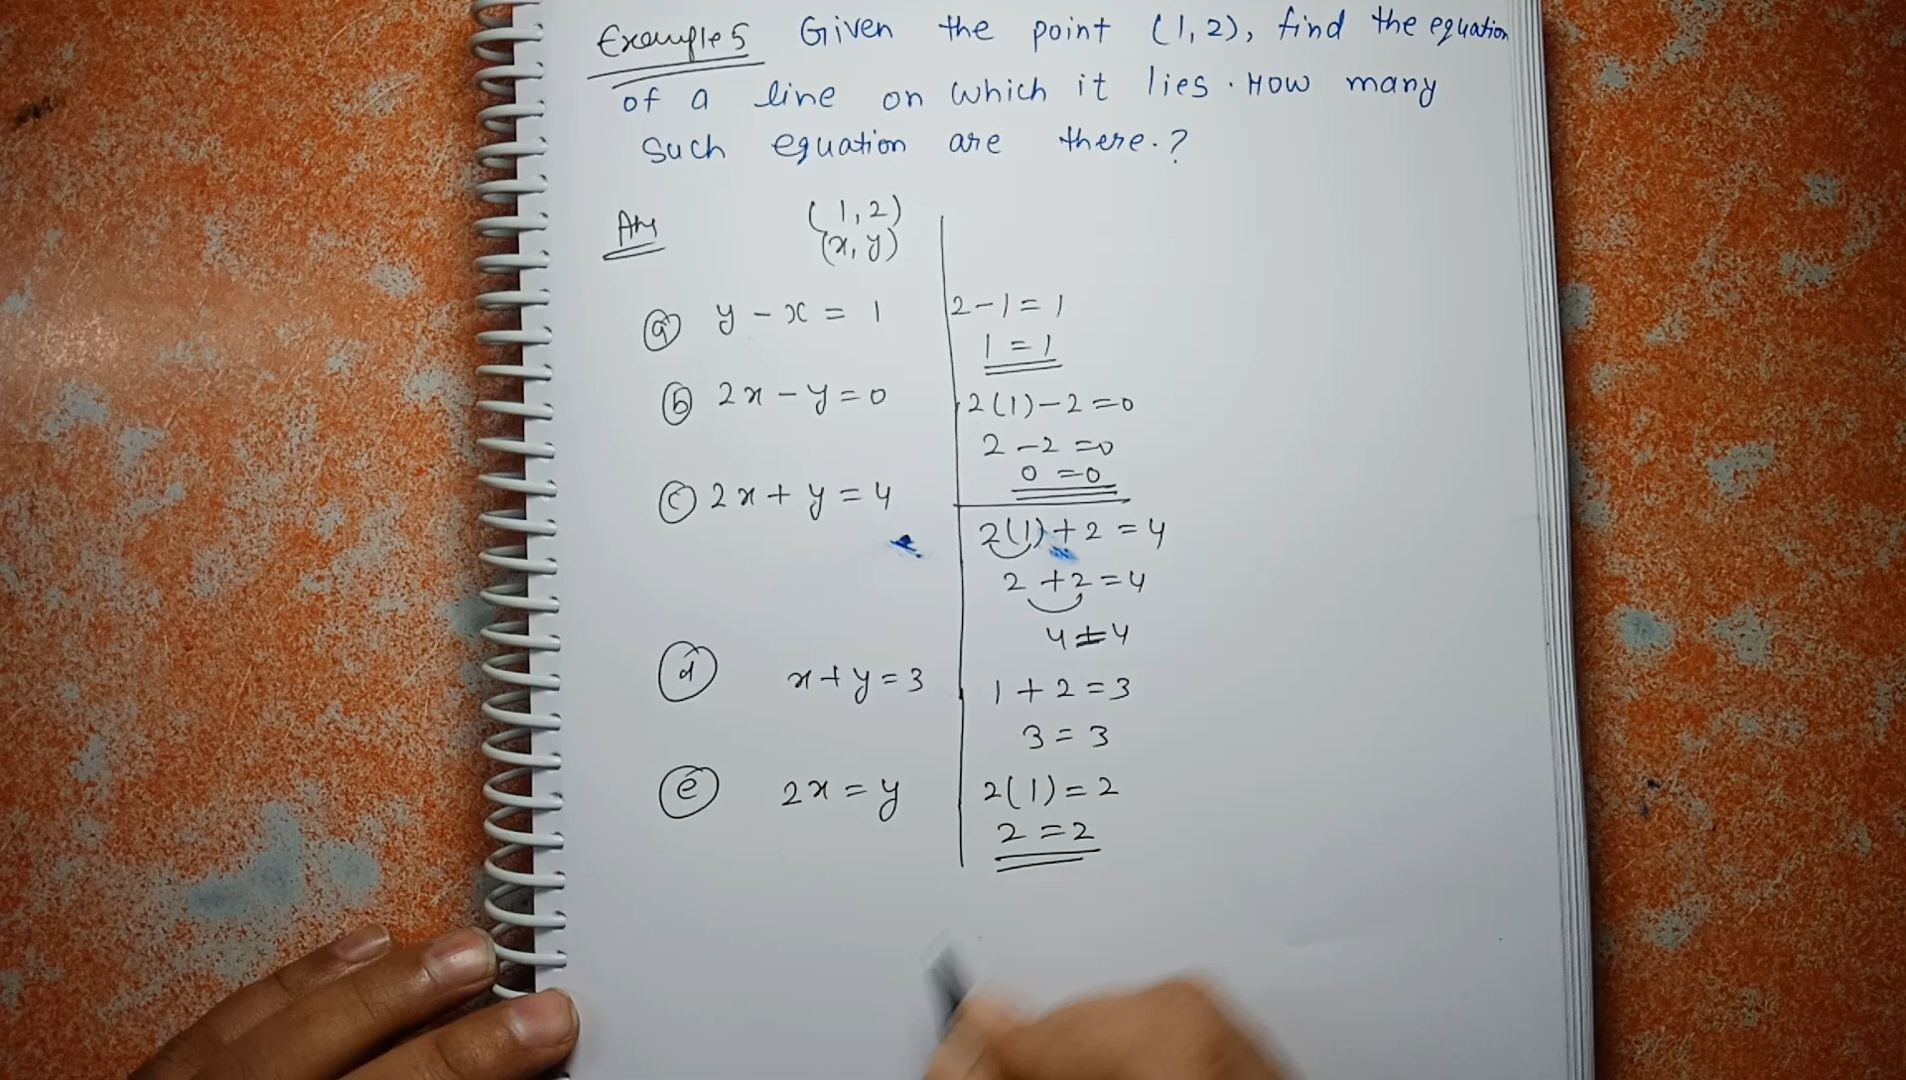 Example 5 Given the point (1,2), find the equation
of a line on which it lies. How many
such equation are there.?
Ans
(1,2)
(x,y)
(a) y - x = 1
2-1=1
1=1
(b) 2x - y = 0
2(1)-2=0
2-2=0
0=0
(c) 2x + y = 4
2(1)+2=4
2+2=4
4=4
(d) x+y=3
1+2=3
3=3
(e) 2x=y
2(1)=2
2=2